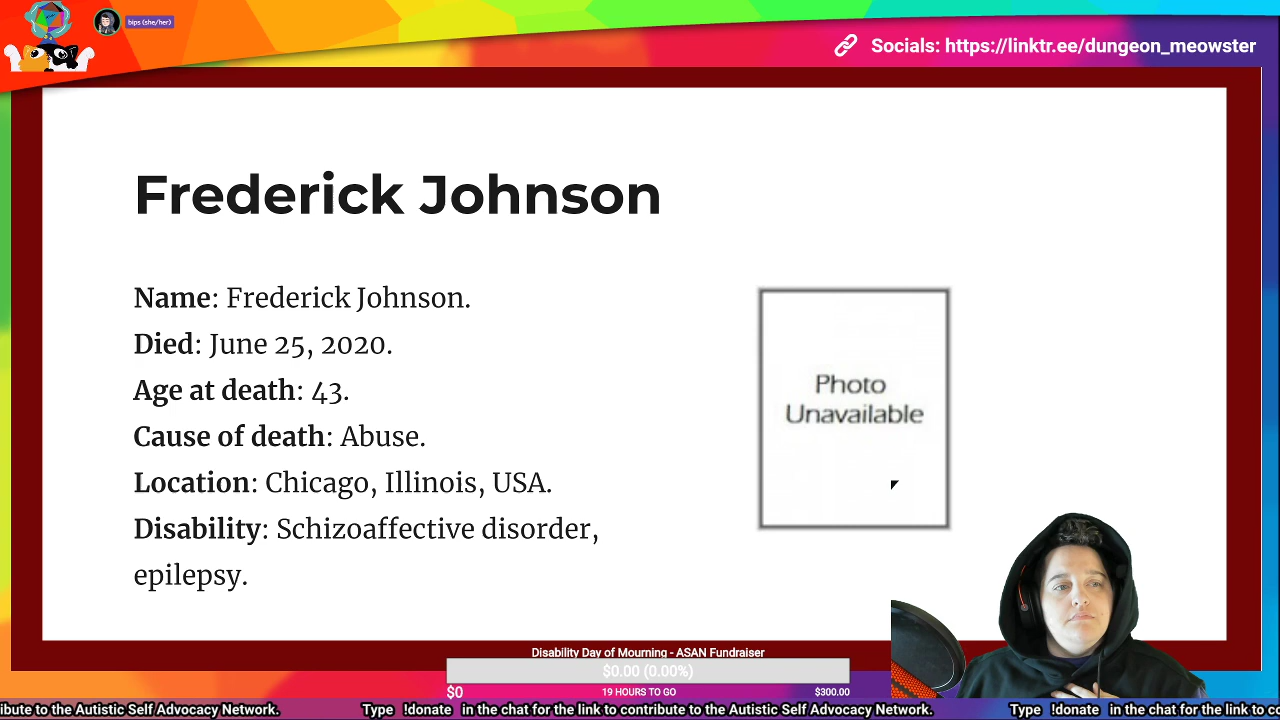 bips (she/her)
Socials: https://linktr.ee/dungeon_meowster
Frederick Johnson
Name: Frederick Johnson.
Died: June 25, 2020.
Age at death: 43.
Cause of death: Abuse.
Location: Chicago, Illinois, USA.
Disability: Schizoaffective disorder,
epilepsy.
Photo
Unavailable
Disability Day of Mourning - ASAN Fundraiser
$0.00 (0.00%)
$0 19 HOURS TO GO $300.00
ibute to the Autistic Self Advocacy Network. Type !donate in the chat for the link to contribute to the Autistic Self Advocacy Network. Type !donate in the chat for the link to co